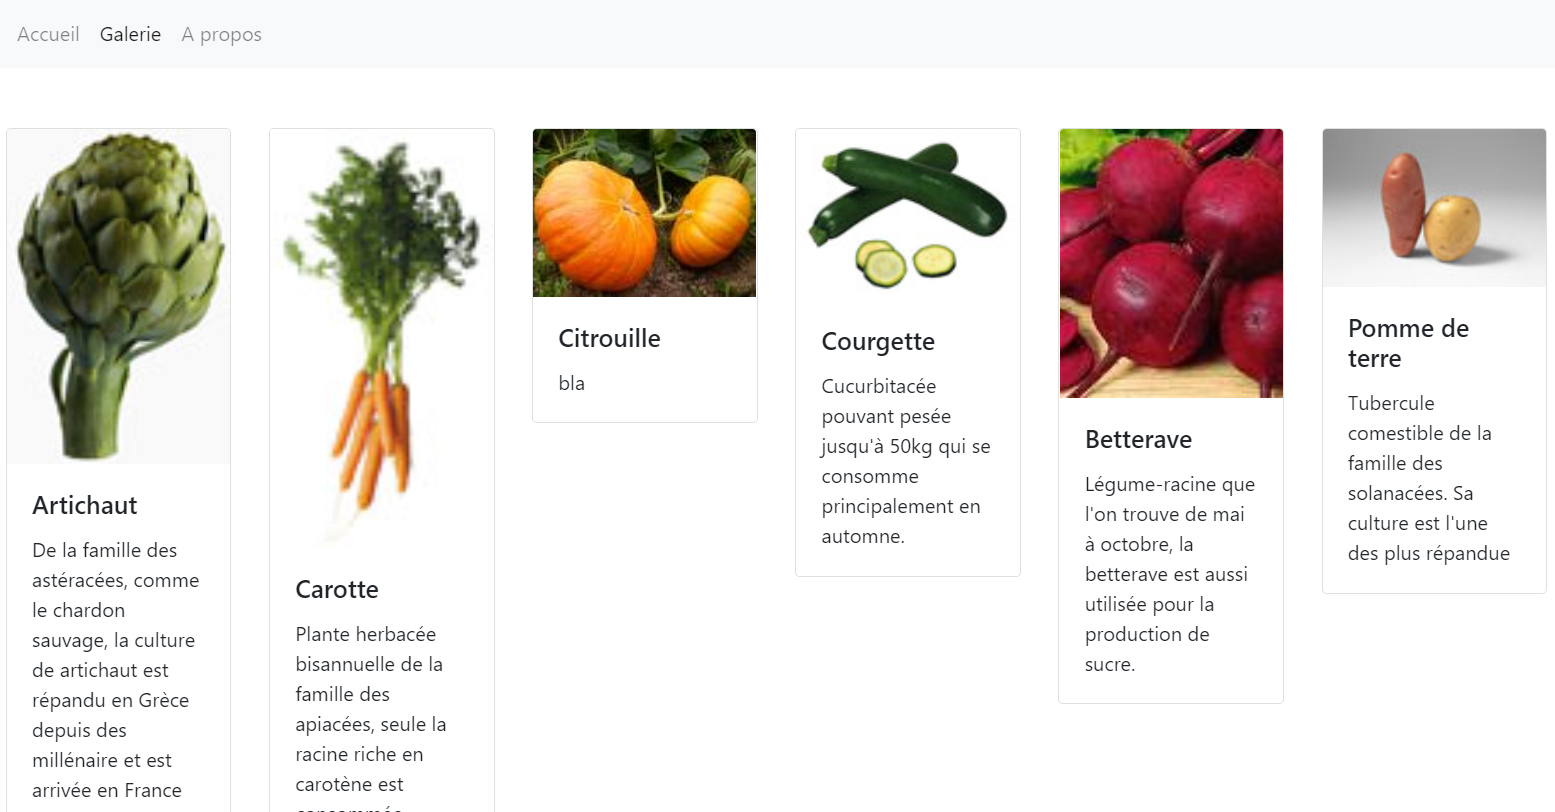 Accueil Galerie A propos
Artichaut
De la famille des
astéracées, comme
le chardon
sauvage, la culture
de artichaut est
répandu en Grèce
depuis des
millénaire et est
arrivée en France
Carotte
Plante herbacée
bisannuelle de la
famille des
apiacées, seule la
racine riche en
carotène est
Citrouille
bla
Courgette
Cucurbitacée
pouvant pesée
jusqu'à 50kg qui se
consomme
principalement en
automne.
Betterave
Légume-racine que
l'on trouve de mai
à octobre, la
betterave est aussi
utilisée pour la
production de
sucre.
Pomme de
terre
Tubercule
comestible de la
famille des
solanacées. Sa
culture est l'une
des plus répandue